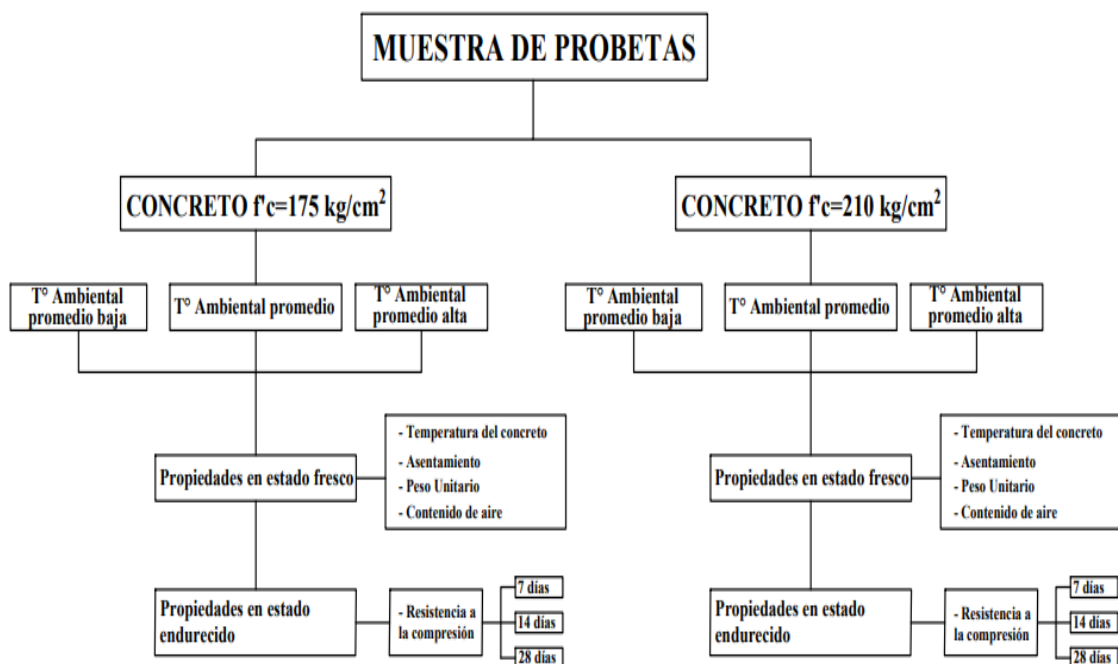 MUESTRA DE PROBETAS
CONCRETO f'c=175 kg/cm²
CONCRETO f'c=210 kg/cm²
T° Ambiental
promedio baja
T° Ambiental promedio
T° Ambiental
promedio alta
T° Ambiental
promedio baja
T° Ambiental promedio
T° Ambiental
promedio alta
Propiedades en estado fresco
- Temperatura del concreto
- Asentamiento
- Peso Unitario
- Contenido de aire
Propiedades en estado fresco
- Temperatura del concreto
- Asentamiento
- Peso Unitario
- Contenido de aire
Propiedades en estado
endurecido
- Resistencia a
la compresión
7 días
14 días
28 días
Propiedades en estado
endurecido
- Resistencia a
la compresión
7 días
14 días
28 días